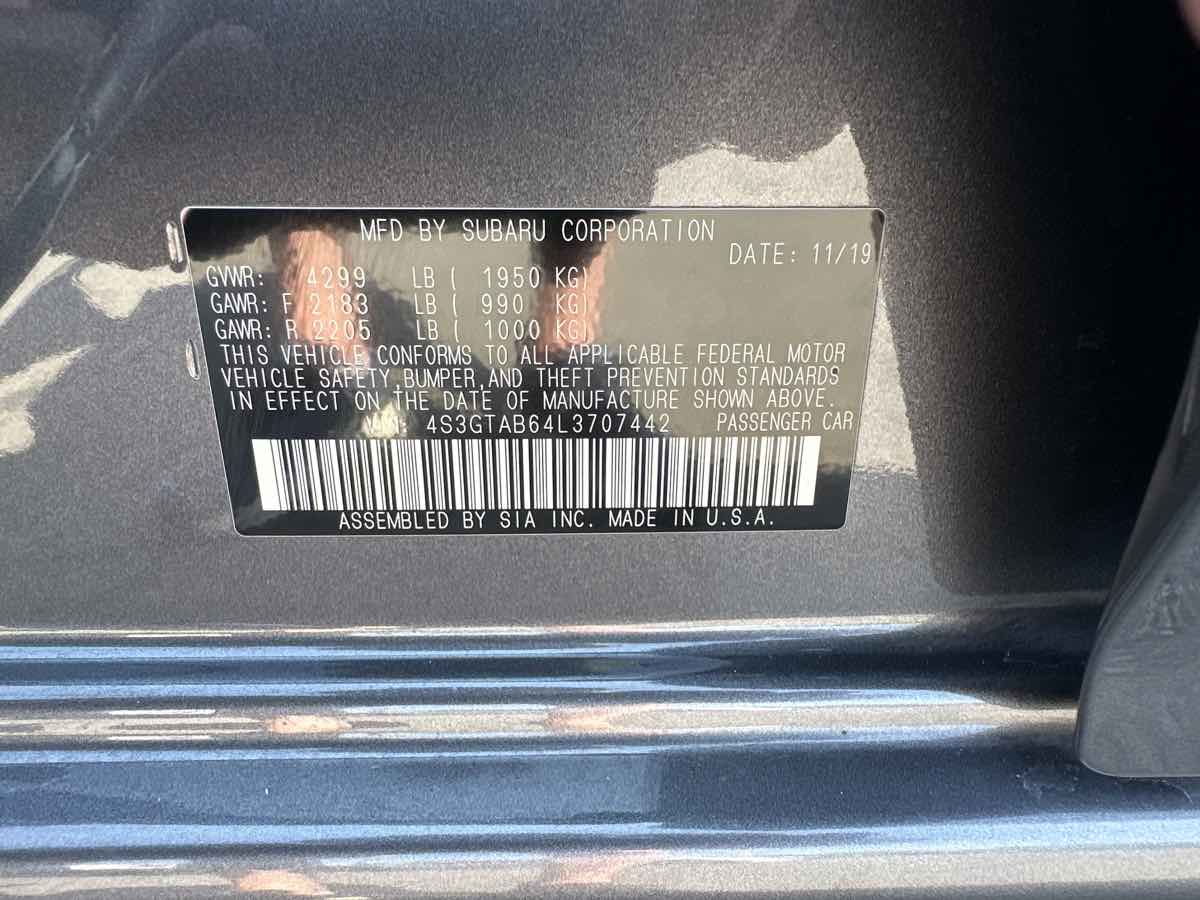 MFD BY SUBARU CORPORATION
DATE: 11/19
GVWR: 4299 LB ( 1950 KG)
GAWR: F 2183 LB ( 990 KG)
GAWR: R 2205 LB ( 1000 KG)
THIS VEHICLE CONFORMS TO ALL APPLICABLE FEDERAL MOTOR
VEHICLE SAFETY,BUMPER,AND THEFT PREVENTION STANDARDS
IN EFFECT ON THE DATE OF MANUFACTURE SHOWN ABOVE.
VIN: 4S3GTAB64L3707442 PASSENGER CAR
ASSEMBLED BY SIA INC. MADE IN U.S.A.